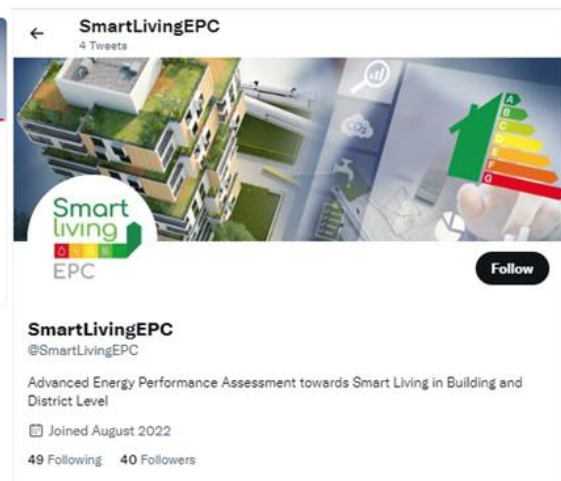 SmartLivingEPC
4 Tweets
CO₂
A
B
C
D
E
F
G
Smart
living
EPC
Follow
SmartLivingEPC
@SmartLivingEPC
Advanced Energy Performance Assessment towards Smart Living in Building and
District Level
Joined August 2022
49 Following 40 Followers